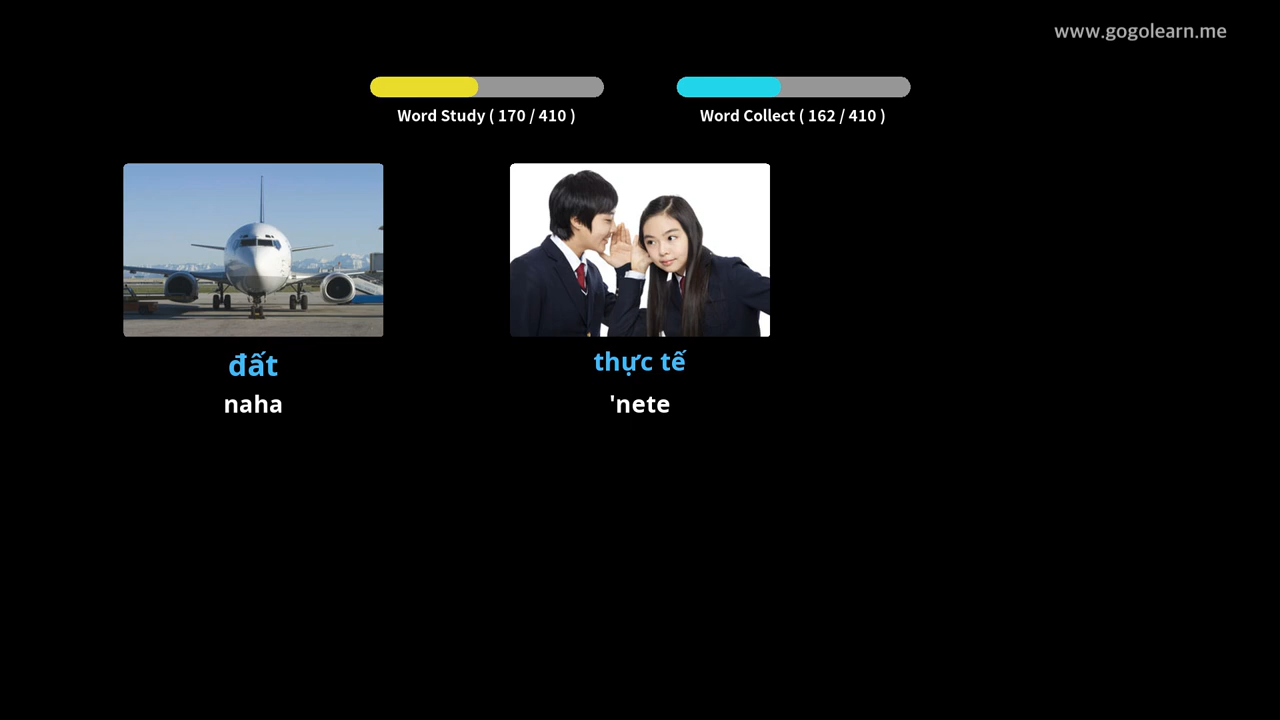 www.gogolearn.me
Word Study ( 170 / 410 )
Word Collect ( 162 / 410 )
đất
naha
thực tế
'nete